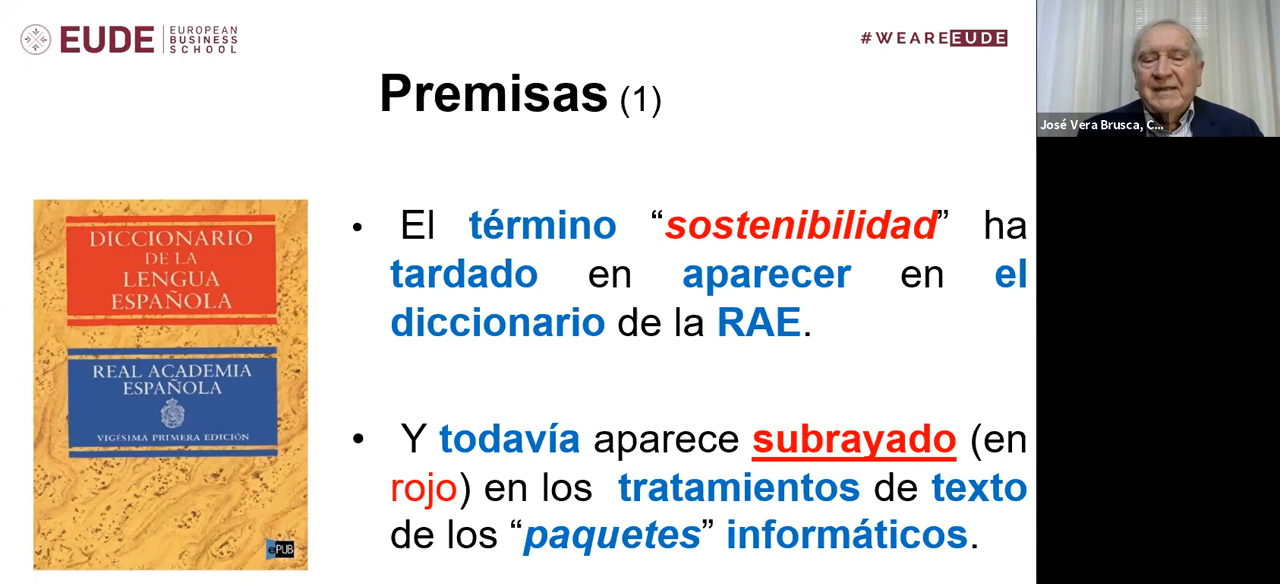 EUDE
EUROPEAN
BUSINESS
SCHOOL
#WEAREEUDE
Premisas (1)
José Vera Brusca, C...
DICCIONARIO
DE LA
LENGUA
ESPAÑOLA
REAL ACADEMIA
ESPAÑOLA
VIGÉSIMA PRIMERA EDICIÓN
ePUB
• El término “sostenibilidad” ha
tardado en aparecer en el
diccionario de la RAE.
• Y todavía aparece subrayado (en
rojo) en los tratamientos de texto
de los “paquetes” informáticos.